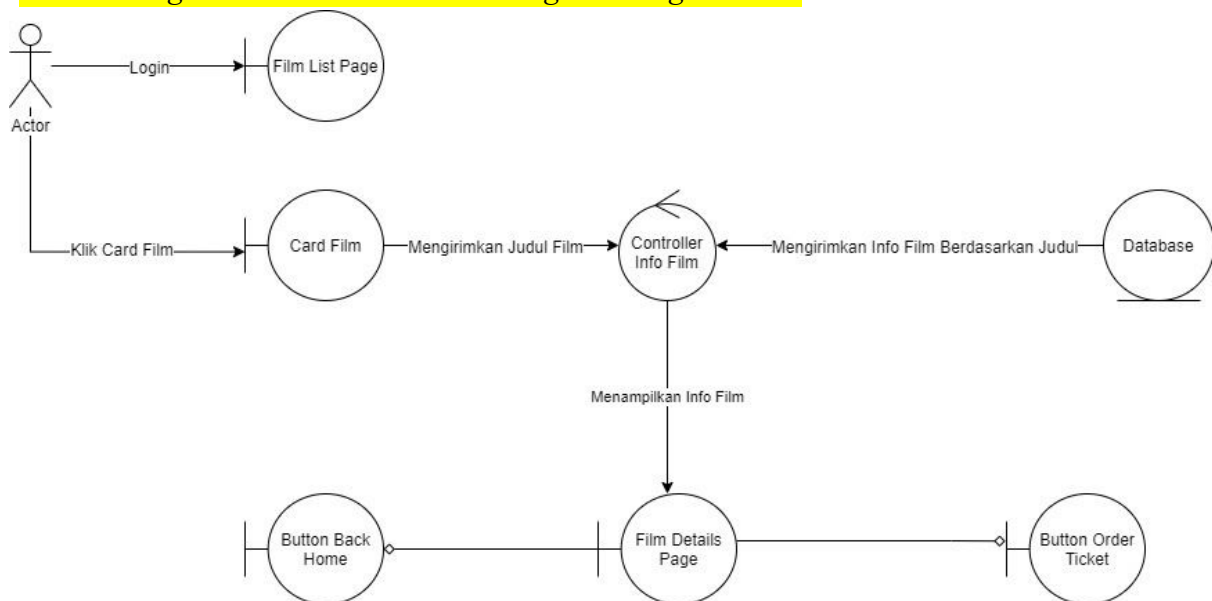 Login
Film List Page
Actor
Klik Card Film
Card Film
Mengirimkan Judul Film
Controller
Info Film
Mengirimkan Info Film Berdasarkan Judul
Database
Menampilkan Info Film
Button Back
Home
Film Details
Page
Button Order
Ticket